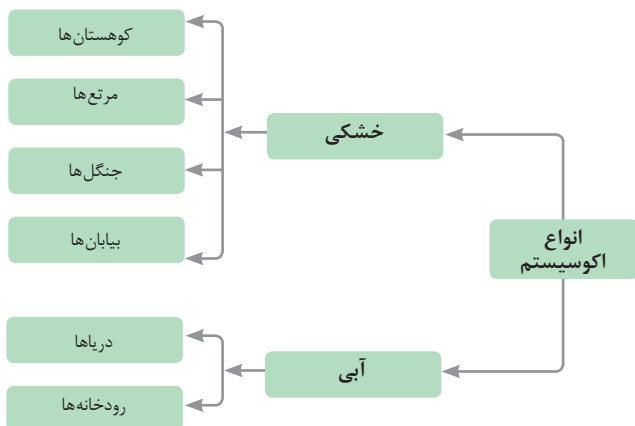 انواع
اکوسیستم
خشکی
کوهستان‌ها
مرتع‌ها
جنگل‌ها
بیابان‌ها
آبی
دریاها
رودخانه‌ها